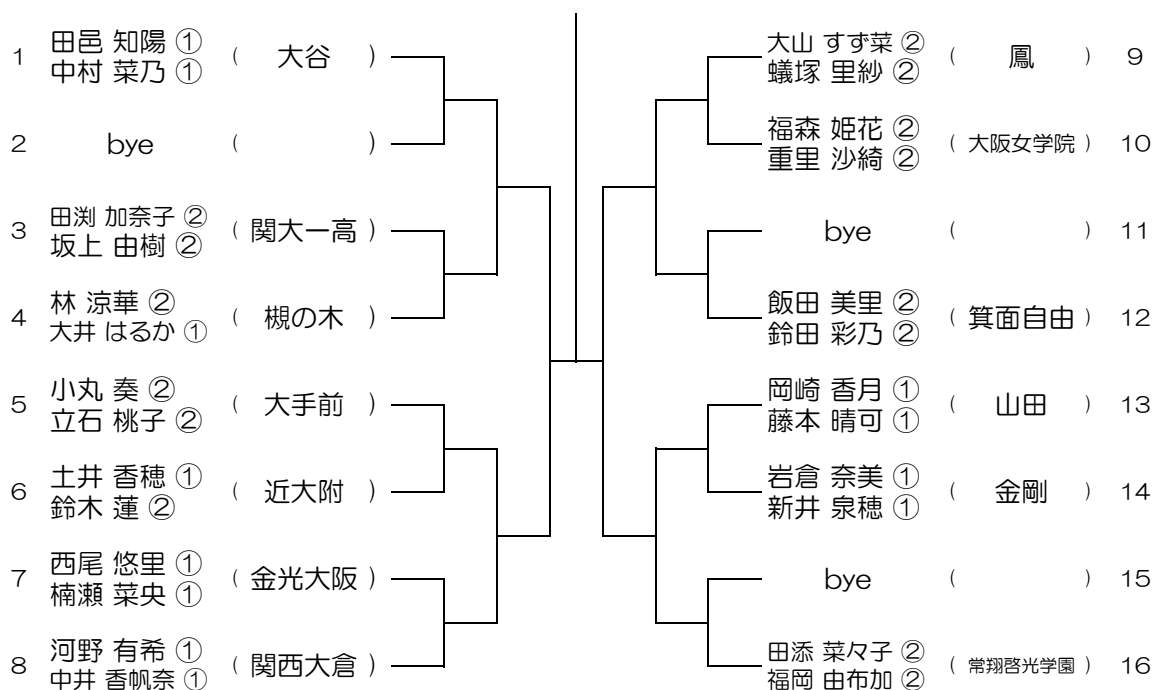 1 田邑 知陽 ① ( 大谷 )
中村 菜乃 ①
2 bye ( )
3 田渕 加奈子 ② ( 関大一高 )
坂上 由樹 ②
4 林 涼華 ② ( 槻の木 )
大井 はるか ①
5 小丸 奏 ② ( 大手前 )
立石 桃子 ②
6 土井 香穂 ① ( 近大附 )
鈴木 蓮 ②
7 西尾 悠里 ① ( 金光大阪 )
楠瀬 菜央 ①
8 河野 有希 ① ( 関西大倉 )
中井 香帆奈 ①
大山 すず菜 ② ( 鳳 ) 9
蟻塚 里紗 ②
福森 姫花 ② ( 大阪女学院 ) 10
重里 沙綺 ②
bye ( ) 11
飯田 美里 ② ( 箕面自由 ) 12
鈴田 彩乃 ②
岡崎 香月 ① ( 山田 ) 13
藤本 晴可 ①
岩倉 奈美 ① ( 金剛 ) 14
新井 泉穂 ①
bye ( ) 15
田添 菜々子 ② ( 常翔啓光学園 ) 16
福岡 由布加 ②